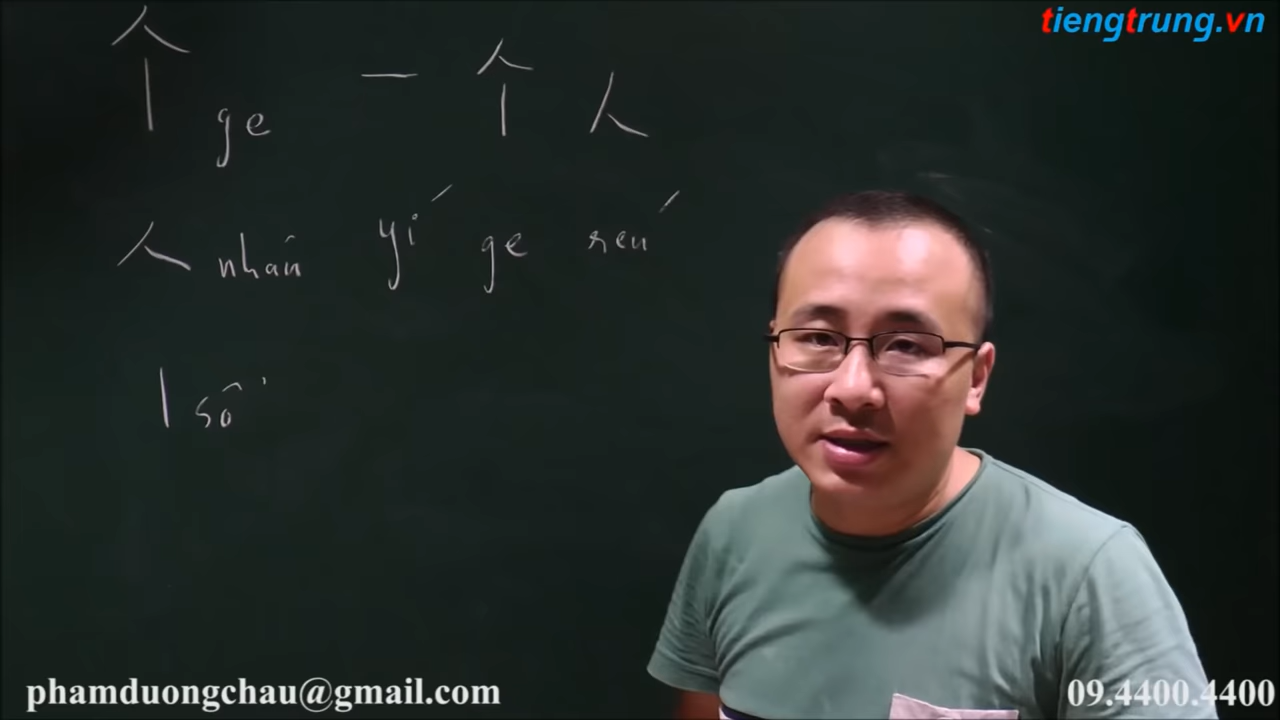 tiengtrung.vn
个 ge 一个人
人 nhân yí ge rén
丨 số
phamduongchau@gmail.com
09.4400.4400